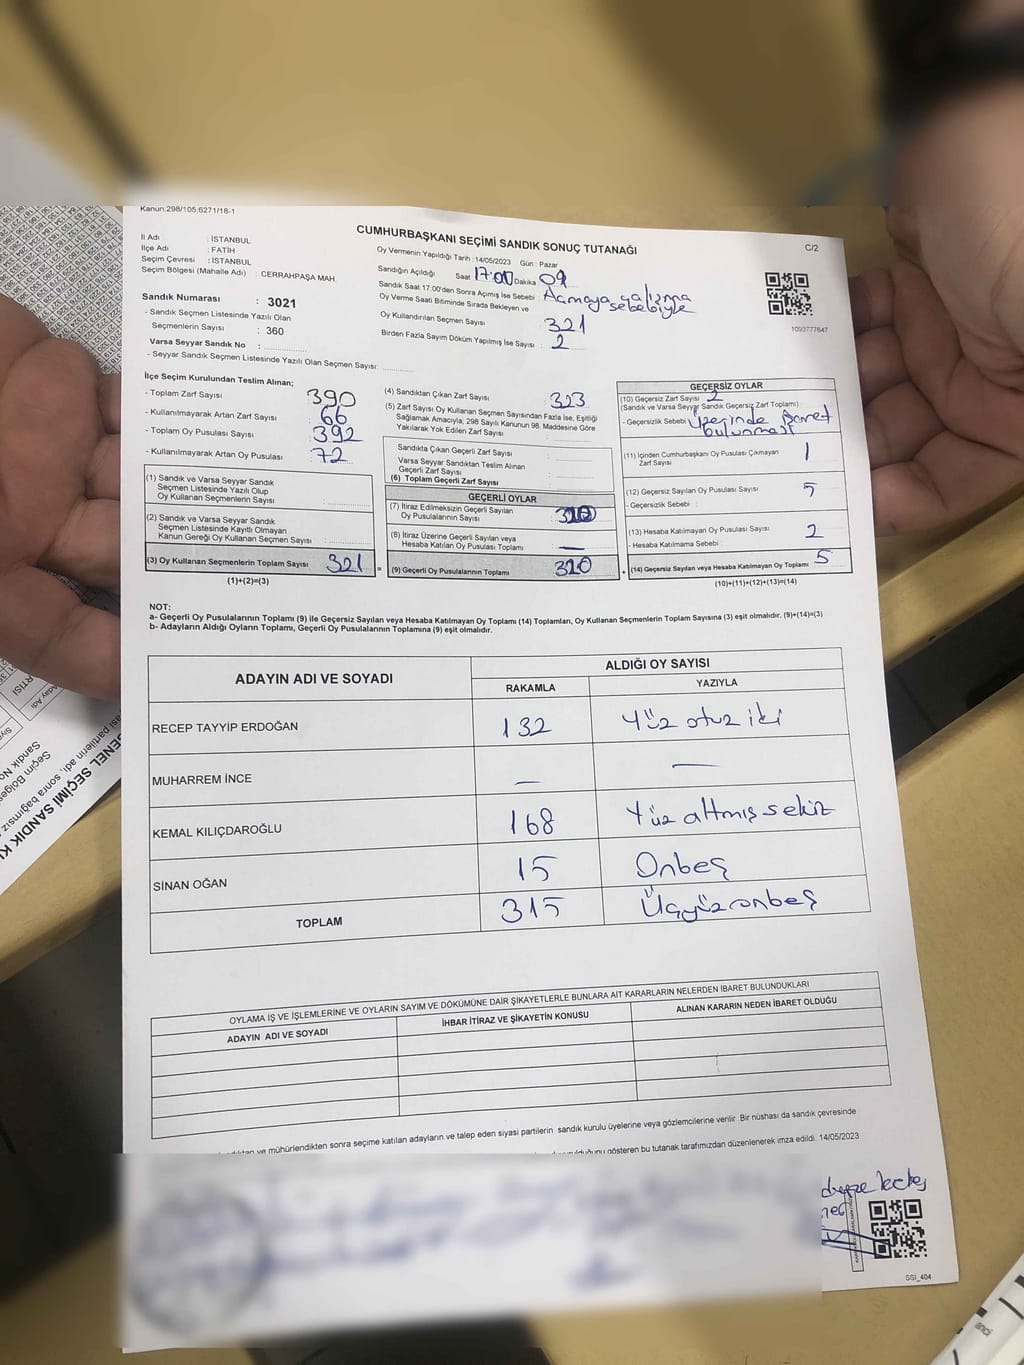 Kanun:298/105;6271/18-1
CUMHURBAŞKANI SEÇİMİ SANDIK SONUÇ TUTANAĞI
C/2
İl Adı : İSTANBUL
İlçe Adı : FATİH
Seçim Çevresi : İSTANBUL
Seçim Bölgesi (Mahalle Adı) : CERRAHPAŞA MAH.
Sandık Numarası : 3021
- Sandık Seçmen Listesinde Yazılı Olan
Seçmenlerin Sayısı : 360
Varsa Seyyar Sandık No :
- Seyyar Sandık Seçmen Listesinde Yazılı Olan Seçmen Sayısı:
Oy Vermenin Yapıldığı Tarih :14/05/2023 Gün : Pazar
Sandığın Açıldığı Saat 17:00 Dakika 09
Sandık Saat 17:00'den Sonra Açımış İse Sebebi : Açmaya çalışma
sebebiyle
Oy Verme Saati Bitiminde Sırada Bekleyen ve
Oy Kullandırılan Seçmen Sayısı 321
Birden Fazla Sayım Döküm Yapılmış İse Sayısı : 2
1093777647
İlçe Seçim Kurulundan Teslim Alınan;
- Toplam Zarf Sayısı : 390
- Kullanılmayarak Artan Zarf Sayısı : 66
- Toplam Oy Pusulası Sayısı : 392
- Kullanılmayarak Artan Oy Pusulası : 72
(1) Sandık ve Varsa Seyyar Sandık
Seçmen Listesinde Yazılı Olup
Oy Kullanan Seçmenlerin Sayısı :
(2) Sandık ve Varsa Seyyar Sandık
Seçmen Listesinde Kayıtlı Olmayan
Kanun Gereği Oy Kullanan Seçmen Sayısı :
(3) Oy Kullanan Seçmenlerin Toplam Sayısı 321
(1)+(2)=(3)
(4) Sandıktan Çıkan Zarf Sayısı : 323
(5) Zarf Sayısı Oy Kullanan Seçmen Sayısından Fazla İse, Eşitliği
Sağlamak Amacıyla; 298 Sayılı Kanunun 98. Maddesine Göre
Yakılarak Yok Edilen Zarf Sayısı :
Sandıkta Çıkan Geçerli Zarf Sayısı :
Varsa Seyyar Sandıktan Teslim Alınan
Geçerli Zarf Sayısı :
(6) Toplam Geçerli Zarf Sayısı :
GEÇERLİ OYLAR
(7) İtiraz Edilmeksizin Geçerli Sayılan
Oy Pusulalarının Sayısı :
(8) İtiraz Üzerine Geçerli Sayılan veya
Hesaba Katılan Oy Pusulası Toplamı : —
(9) Geçerli Oy Pusulalarının Toplamı 320
GEÇERSİZ OYLAR
(10) Geçersiz Zarf Sayısı 2
(Sandık ve Varsa Seyyar Sandık Geçersiz Zarf Toplamı) :
- Geçersizlik Sebebi : Üzerinde işaret
bulunması
(11) İçinden Cumhurbaşkanı Oy Pusulası Çıkmayan
Zarf Sayısı 1
(12) Geçersiz Sayılan Oy Pusulası Sayısı 5
- Geçersizlik Sebebi :
(13) Hesaba Katılmayan Oy Pusulası Sayısı 2
- Hesaba Katılmama Sebebi :
(14) Geçersiz Sayılan veya Hesaba Katılmayan Oy Toplamı 5
(10)+(11)+(12)+(13)=(14)
NOT:
a- Geçerli Oy Pusulalarının Toplamı (9) ile Geçersiz Sayılan veya Hesaba Katılmayan Oy Toplamı (14) Toplamları, Oy Kullanan Seçmenlerin Toplam Sayısına (3) eşit olmalıdır. (9)+(14)=(3)
b- Adayların Aldığı Oyların Toplamı, Geçerli Oy Pusulalarının Toplamına (9) eşit olmalıdır.
ADAYIN ADI VE SOYADI
ALDIĞI OY SAYISI
RAKAMLA YAZIYLA
RECEP TAYYİP ERDOĞAN 132 Yüz otuz iki
MUHARREM İNCE — —
KEMAL KILIÇDAROĞLU 168 Yüz altmış sekiz
SİNAN OĞAN 15 Onbeş
TOPLAM 315 Üçyüzonbeş
OYLAMA İŞ VE İŞLEMLERİNE VE OYLARIN SAYIM VE DÖKÜMÜNE DAİR ŞİKAYETLERLE BUNLARA AİT KARARLARIN NELERDEN İBARET BULUNDUKLARI
ADAYIN ADI VE SOYADI İHBAR İTİRAZ VE ŞİKAYETİN KONUSU ALINAN KARARIN NEDEN İBARET OLDUĞU
ve mühürlendikten sonra seçime katılan adayların ve talep eden siyasi partilerin sandık kurulu üyelerine veya gözlemcilerine verilir. Bir nüshası da sandık çevresinde
gösteren bu tutanak tarafımızdan düzenlenerek imza edildi. 14/05/2023
SSİ_404